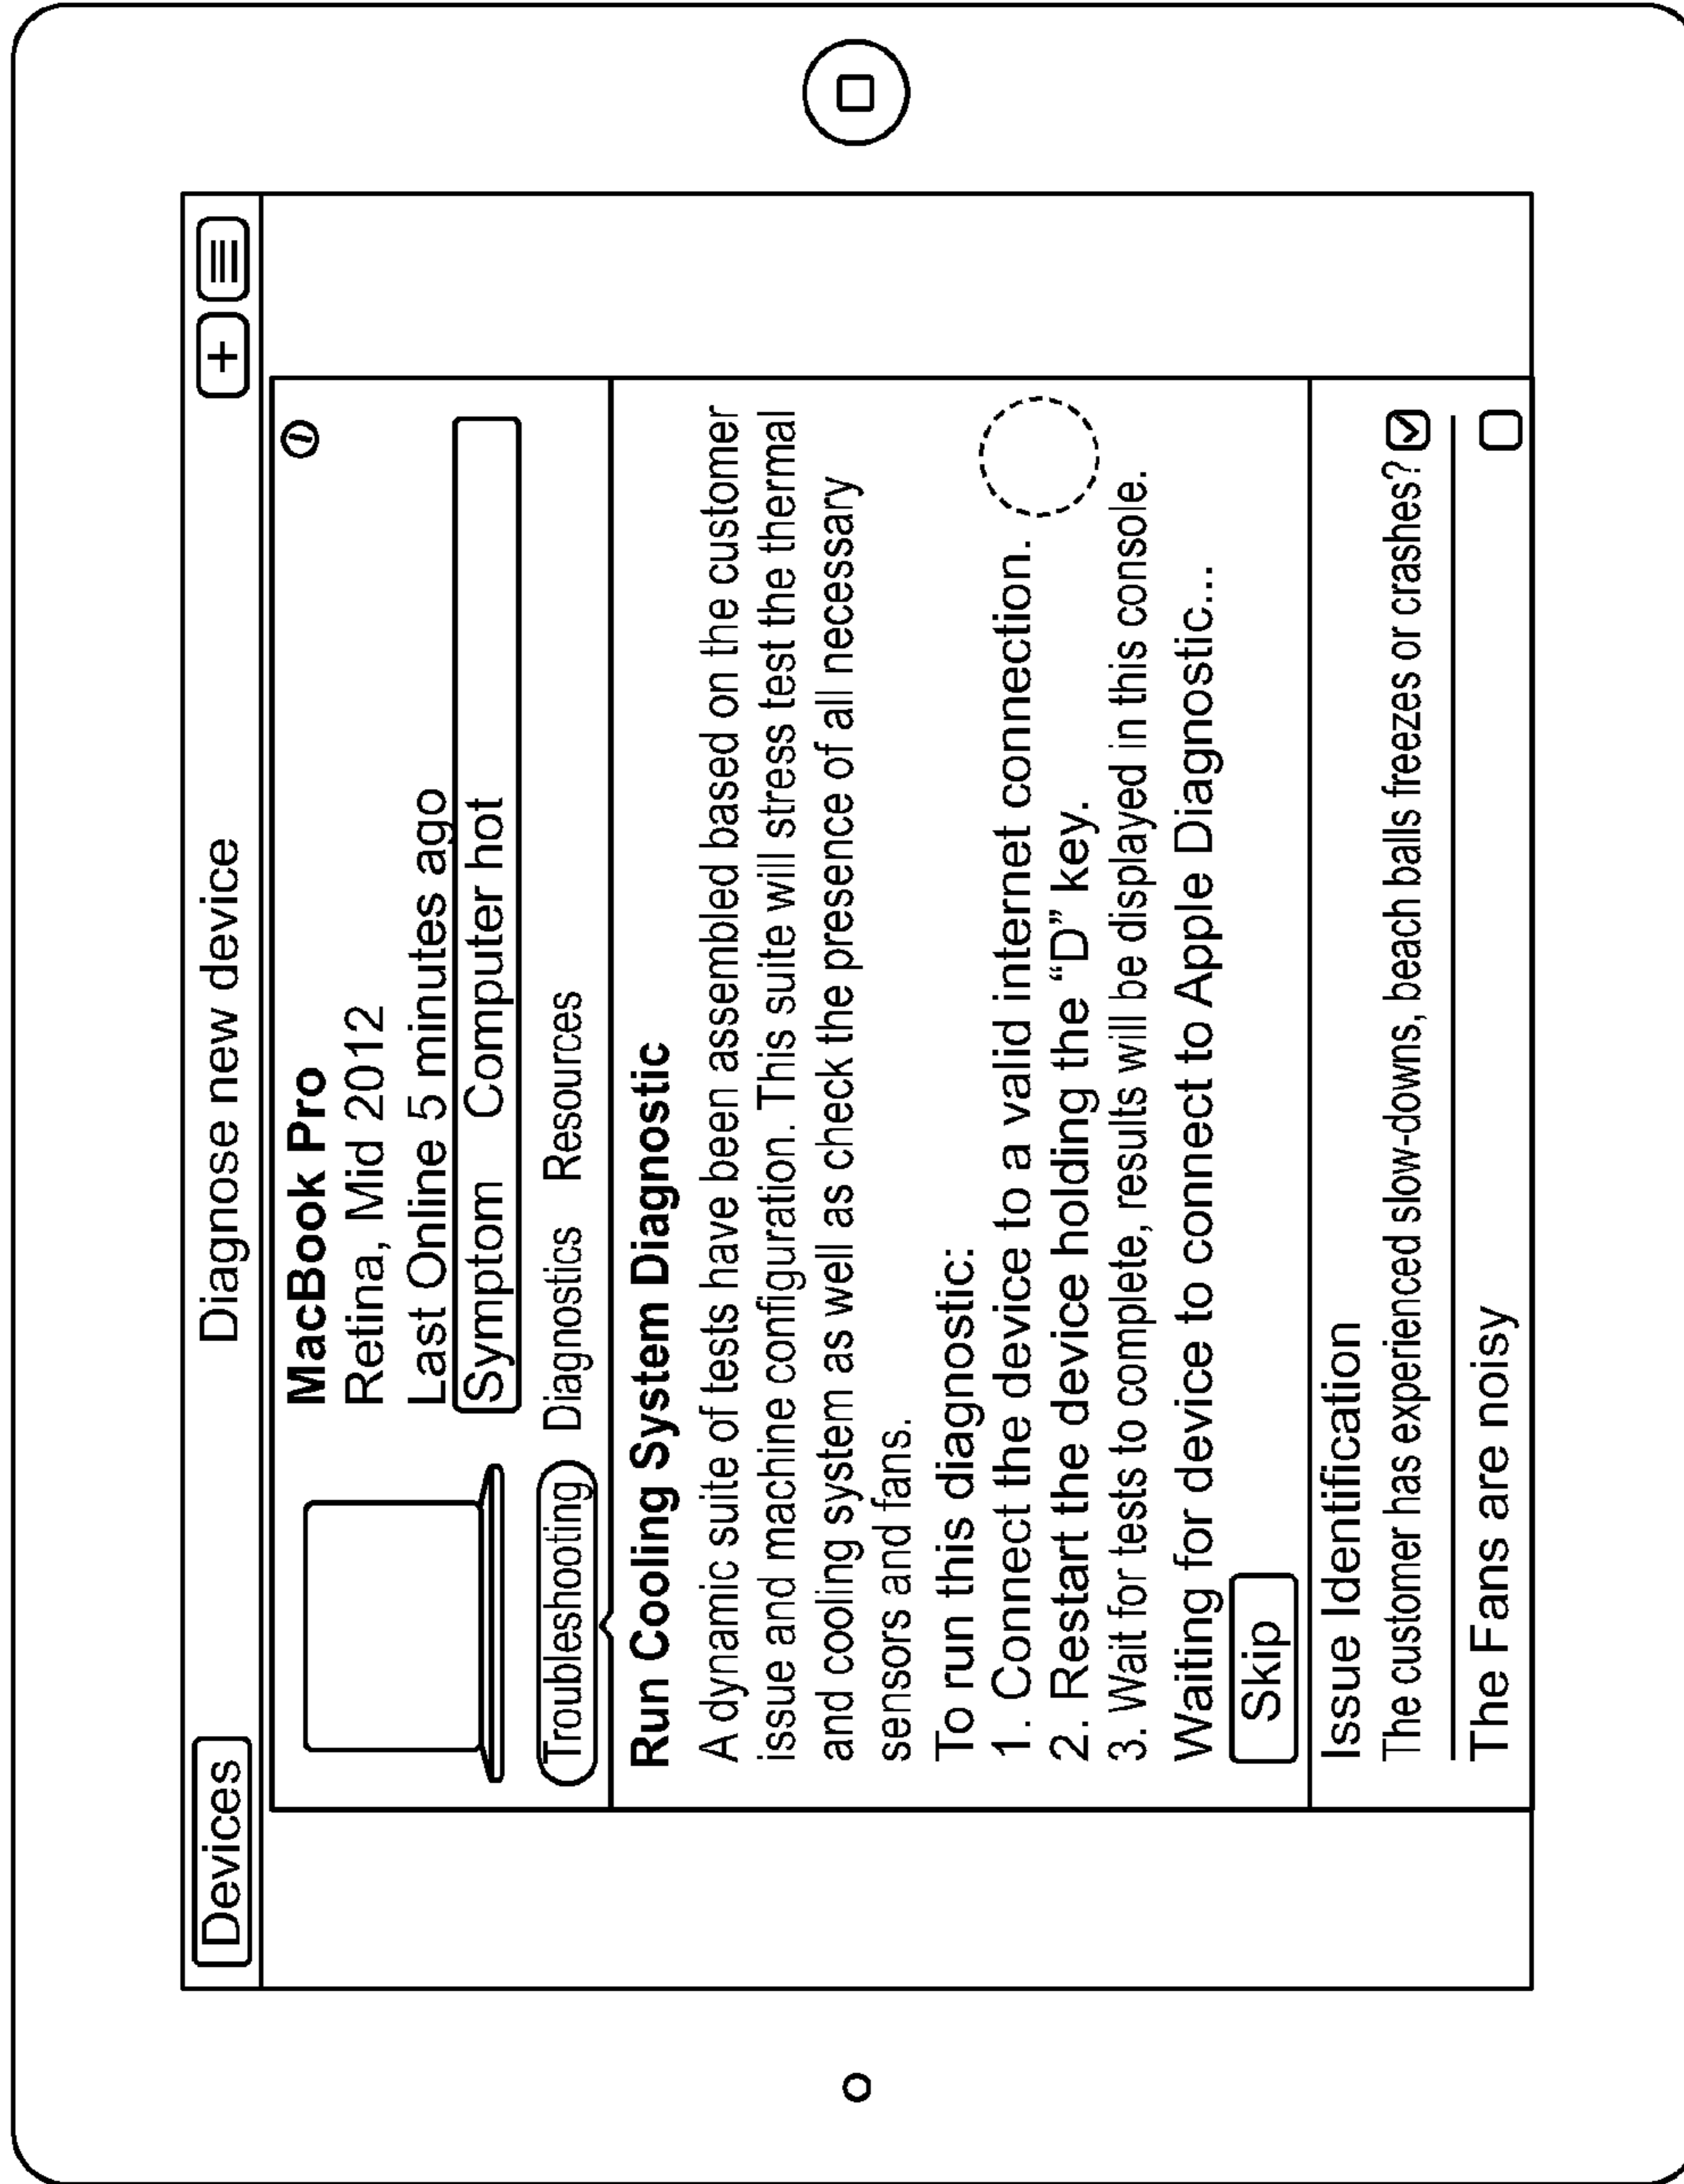 Devices Diagnose new device +
MacBook Pro
Retina, Mid 2012
Last Online 5 minutes ago
Symptom Computer hot
Troubleshooting Diagnostics Resources
Run Cooling System Diagnostic
A dynamic suite of tests have been assembled based on the customer
issue and machine configuration. This suite will stress test the thermal
and cooling system as well as check the presence of all necessary
sensors and fans.
To run this diagnostic:
1. Connect the device to a valid internet connection.
2. Restart the device holding the “D” key.
3. Wait for tests to complete, results will be displayed in this console.
Waiting for device to connect to Apple Diagnostic...
Skip
Issue Identification
The customer has experienced slow-downs, beach balls freezes or crashes?
The Fans are noisy